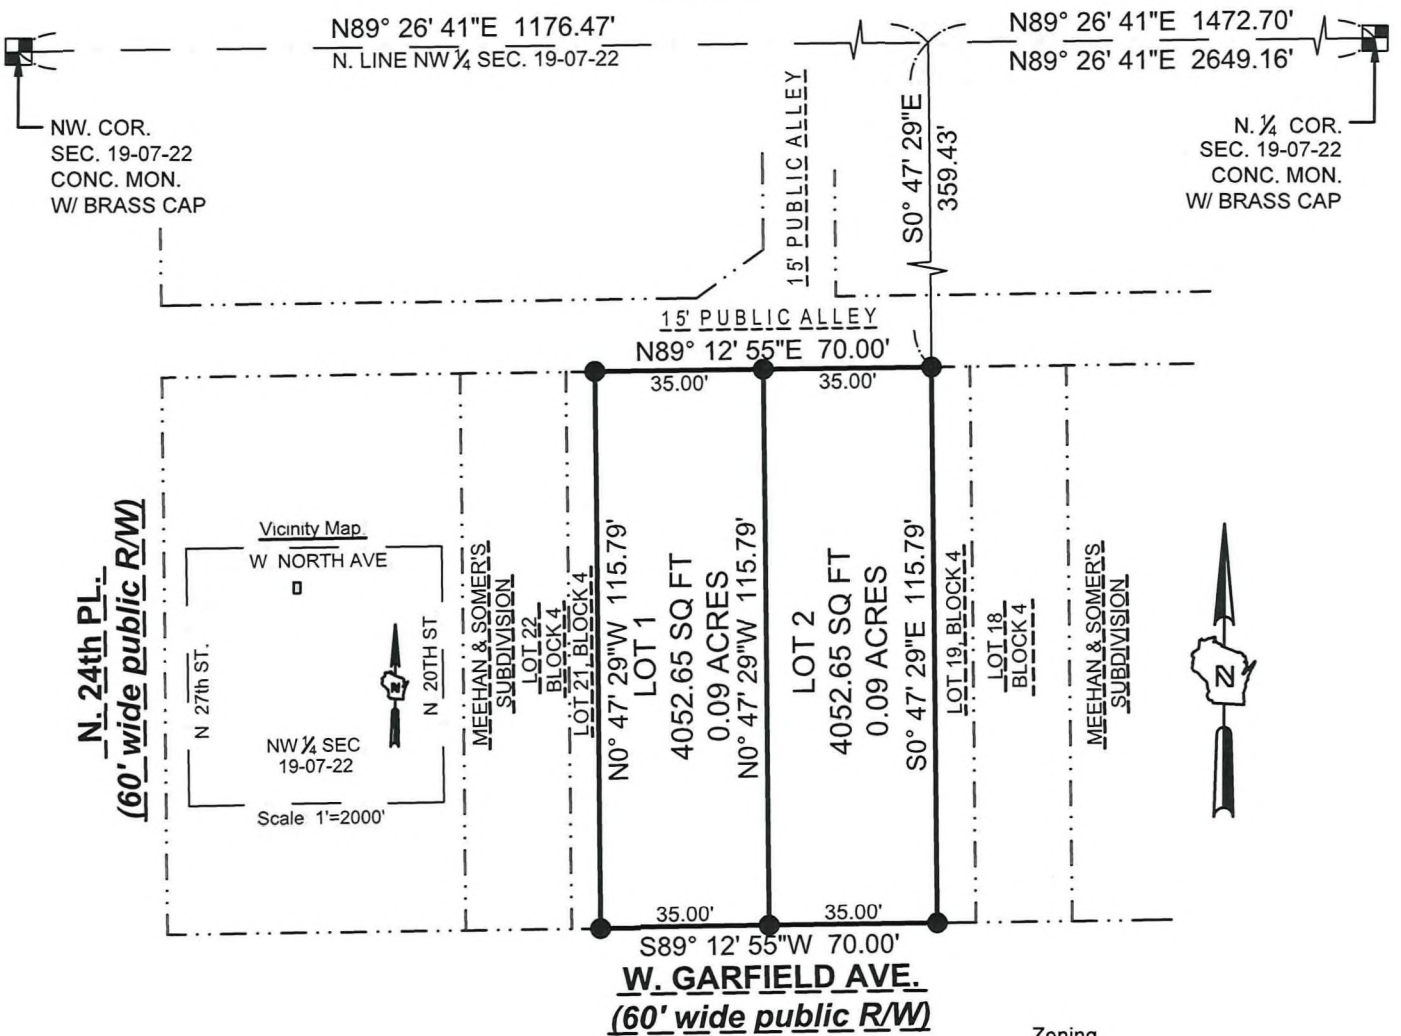 N89° 26' 41"E 1176.47'
N. LINE NW ¼ SEC. 19-07-22
N89° 26' 41"E 1472.70'
N89° 26' 41"E 2649.16'
NW. COR.
SEC. 19-07-22
CONC. MON.
W/ BRASS CAP
N. ¼ COR.
SEC. 19-07-22
CONC. MON.
W/ BRASS CAP
15' PUBLIC ALLEY
S0° 47' 29"E
359.43'
15' PUBLIC ALLEY
N89° 12' 55"E 70.00'
35.00'
35.00'
N. 24th PL.
(60' wide public R/W)
Vicinity Map
W NORTH AVE
N 27th ST.
N 20TH ST.
N
NW ¼ SEC
19-07-22
Scale 1'=2000'
MEEHAN & SOMER'S
SUBDIVISION
LOT 22
BLOCK 4
LOT 21, BLOCK 4
N0° 47' 29"W 115.79'
LOT 1
4052.65 SQ FT
0.09 ACRES
N0° 47' 29"W 115.79'
LOT 2
4052.65 SQ FT
0.09 ACRES
S0° 47' 29"E 115.79'
LOT 19, BLOCK 4
LOT 18
BLOCK 4
MEEHAN & SOMER'S
SUBDIVISION
N
35.00'
35.00'
S89° 12' 55"W 70.00'
W. GARFIELD AVE.
(60' wide public R/W)